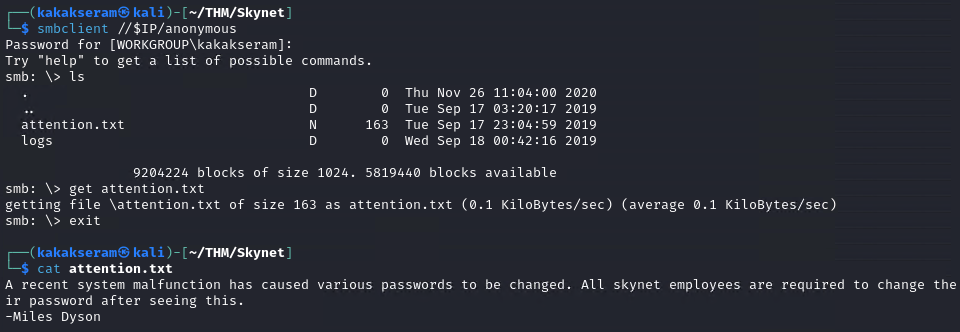 ┌──(kakakseram㉿kali)-[~/THM/Skynet]
└─$ smbclient //$IP/anonymous
Password for [WORKGROUP\kakakseram]:
Try "help" to get a list of possible commands.
smb: \> ls
  .                                   D        0  Thu Nov 26 11:04:00 2020
  ..                                  D        0  Tue Sep 17 03:20:17 2019
  attention.txt                       N      163  Tue Sep 17 23:04:59 2019
  logs                                D        0  Wed Sep 18 00:42:16 2019
                9204224 blocks of size 1024. 5819440 blocks available
smb: \> get attention.txt
getting file \attention.txt of size 163 as attention.txt (0.1 KiloBytes/sec) (average 0.1 KiloBytes/sec)
smb: \> exit
┌──(kakakseram㉿kali)-[~/THM/Skynet]
└─$ cat attention.txt
A recent system malfunction has caused various passwords to be changed. All skynet employees are required to change the
ir password after seeing this.
-Miles Dyson